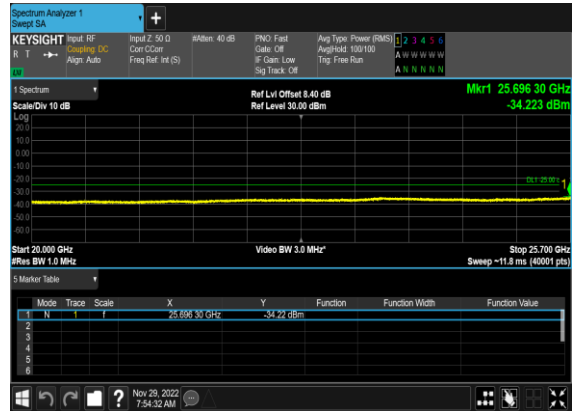 Spectrum Analyzer 1
Swept SA
KEYSIGHT Input: RF Input Z: 50 Ω #Atten: 40 dB PNO: Fast Avg Type: Power (RMS) 1 2 3 4 5 6
R T Coupling: DC Corr CCorr Gate: Off Avg|Hold: 100/100 A W W W W W
Align: Auto Freq Ref: Int (S) IF Gain: Low Trig: Free Run
Sig Track: Off A N N N N N
1 Spectrum Ref Lvl Offset 8.40 dB Mkr1 25.696 30 GHz
Scale/Div 10 dB Ref Level 30.00 dBm -34.223 dBm
Log
20.0
10.0
0.00
-10.0
-20.0
DL1 -25.00 1
-30.0
-40.0
-50.0
-60.0
Start 20.000 GHz Video BW 3.0 MHz* Stop 25.700 GHz
#Res BW 1.0 MHz Sweep ~11.8 ms (40001 pts)
5 Marker Table
Mode Trace Scale X Y Function Function Width Function Value
1 N 1 f 25.696 30 GHz -34.22 dBm
2
3
4
5
6
? Nov 29, 2022
7:54:32 AM